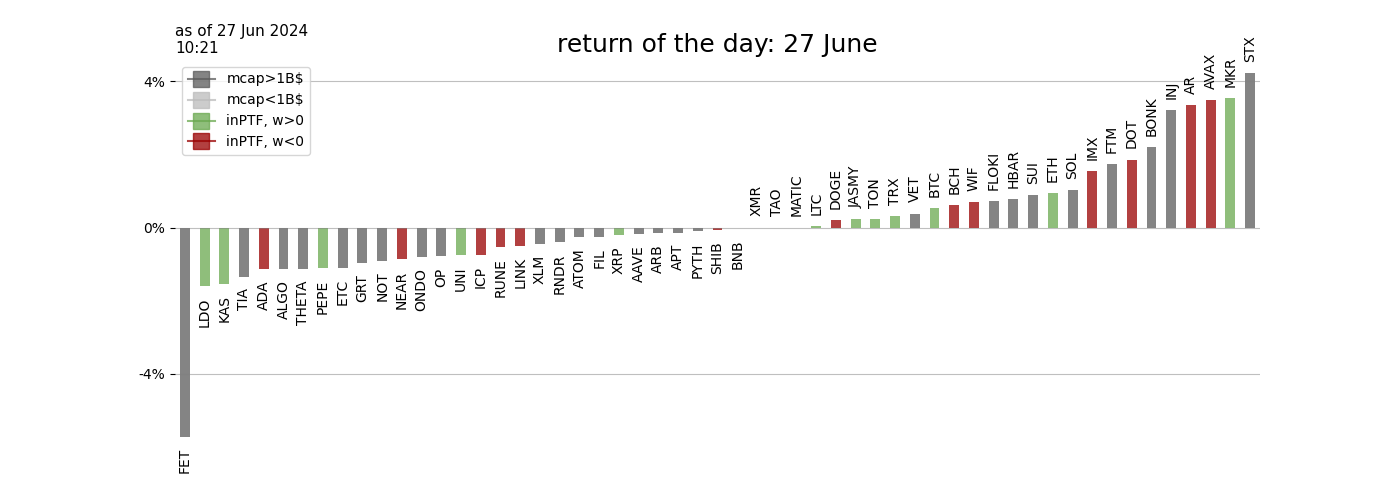 as of 27 Jun 2024
10:21
return of the day: 27 June
mcap>1B$
mcap<1B$
inPTF, w>0
inPTF, w<0
4%
0%
-4%
FET
LDO
KAS
TIA
ADA
ALGO
THETA
PEPE
ETC
GRT
NOT
NEAR
ONDO
OP
UNI
ICP
RUNE
LINK
XLM
RNDR
ATOM
FIL
XRP
AAVE
ARB
APT
PYTH
SHIB
BNB
XMR
TAO
MATIC
LTC
DOGE
JASMY
TON
TRX
VET
BTC
BCH
WIF
FLOKI
HBAR
SUI
ETH
SOL
IMX
FTM
DOT
BONK
INJ
AR
AVAX
MKR
STX